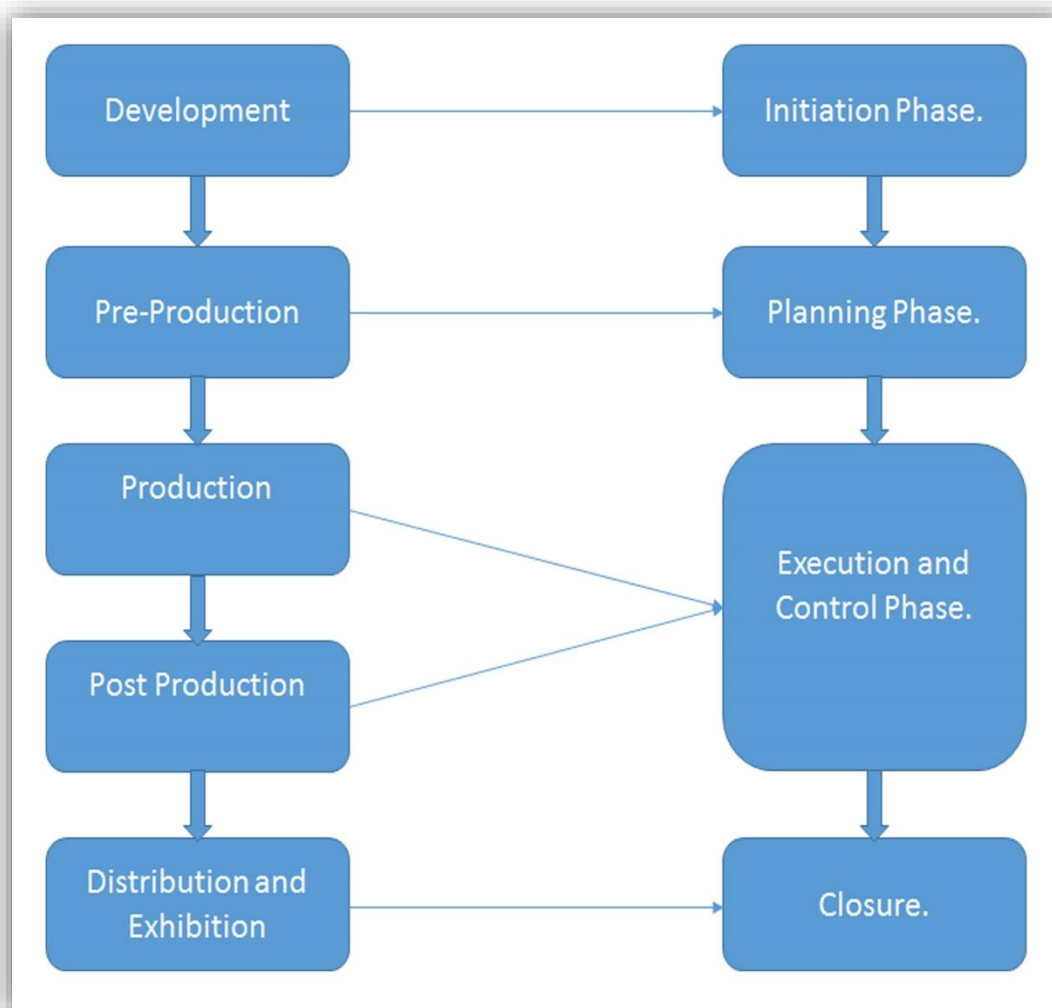 Development
Initiation Phase.
Pre-Production
Planning Phase.
Production
Execution and
Control Phase.
Post Production
Distribution and
Exhibition
Closure.